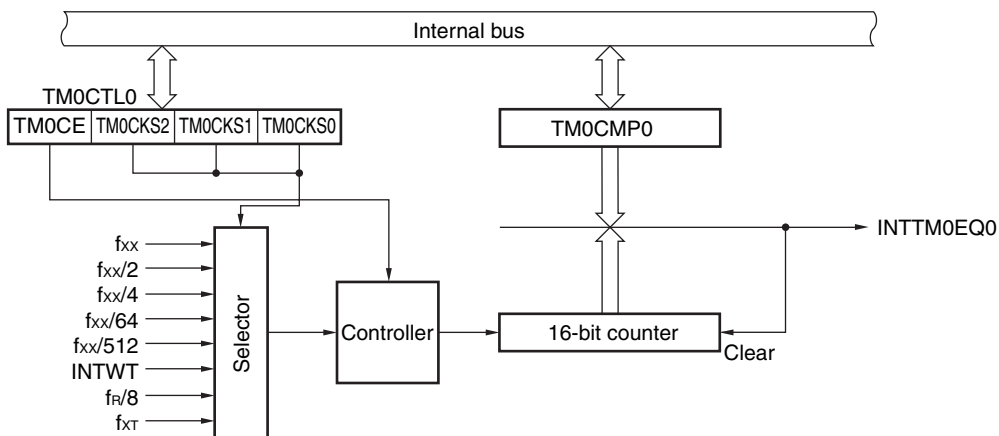 Internal bus
TM0CTL0
TM0CE TM0CKS2 TM0CKS1 TM0CKS0
TM0CMP0
INTTM0EQ0
fXX
fXX/2
fXX/4
fXX/64
fXX/512
INTWT
fR/8
fXT
Selector
Controller
16-bit counter
Clear